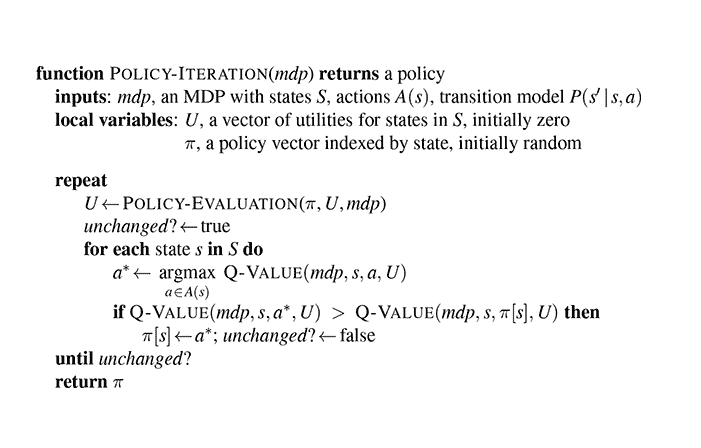 function POLICY-ITERATION(mdp) returns a policy
inputs: mdp, an MDP with states S, actions A(s), transition model P(s′ | s, a)
local variables: U, a vector of utilities for states in S, initially zero
π, a policy vector indexed by state, initially random
repeat
U ← POLICY-EVALUATION(π, U, mdp)
unchanged? ← true
for each state s in S do
a* ← argmax Q-VALUE(mdp, s, a, U)
a∈A(s)
if Q-VALUE(mdp, s, a*, U) > Q-VALUE(mdp, s, π[s], U) then
π[s] ← a*; unchanged? ← false
until unchanged?
return π